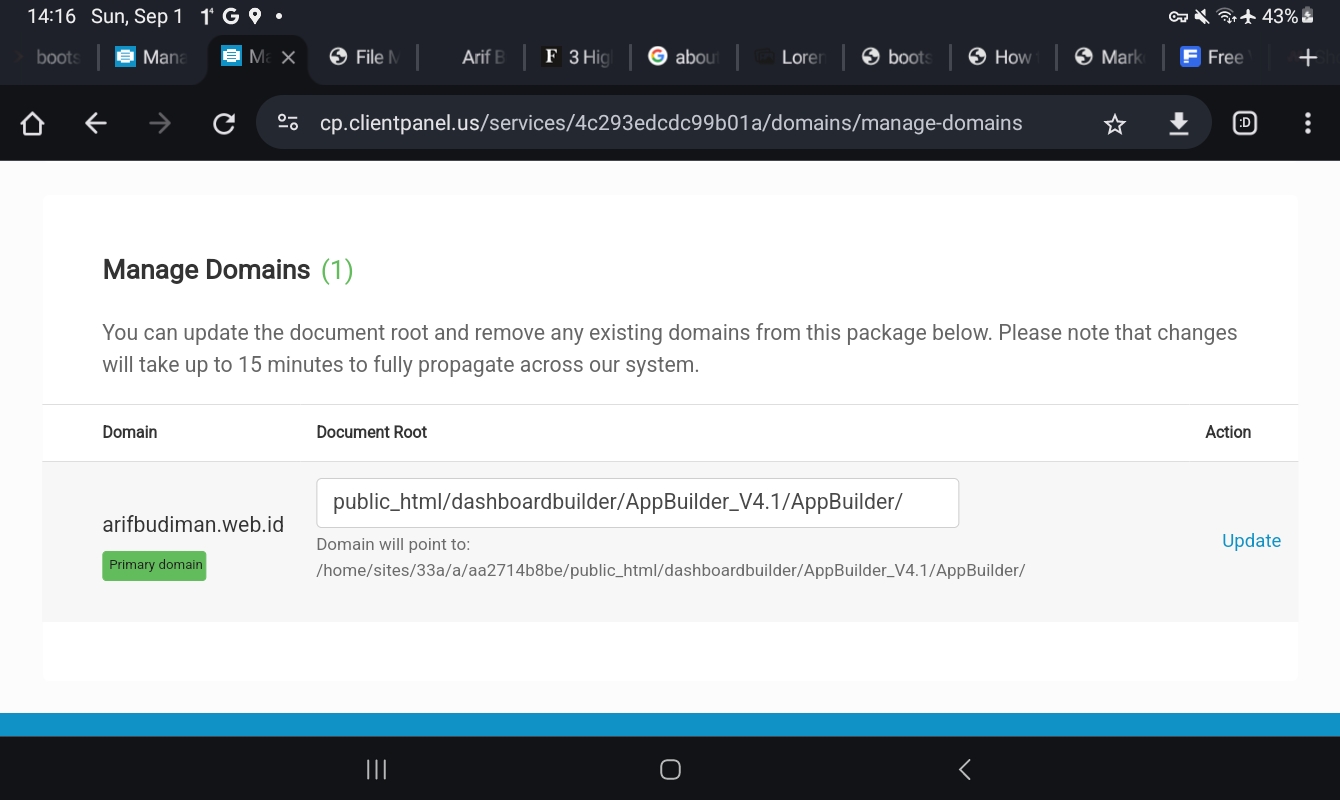 14:16 Sun, Sep 1
43%
boots
Mana
Ma
File M
Arif B
3 Hig
about
Loren
boots
How
Mark
Free
cp.clientpanel.us/services/4c293edcdc99b01a/domains/manage-domains
:D
Manage Domains (1)
You can update the document root and remove any existing domains from this package below. Please note that changes
will take up to 15 minutes to fully propagate across our system.
Domain Document Root Action
public_html/dashboardbuilder/AppBuilder_V4.1/AppBuilder/
arifbudiman.web.id
Domain will point to:
Update
Primary domain
/home/sites/33a/a/aa2714b8be/public_html/dashboardbuilder/AppBuilder_V4.1/AppBuilder/